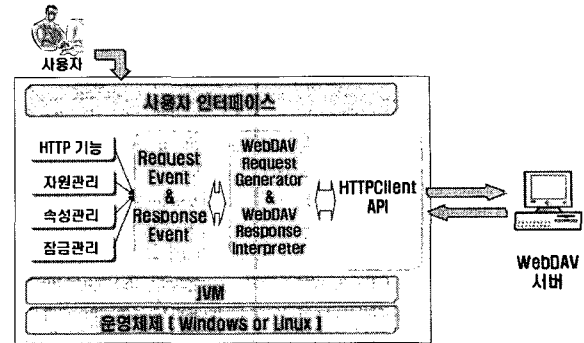 사용자
사용자 인터페이스
HTTP 기능
자원관리
속성관리
잠금관리
Request
Event
&
Response
Event
WebDAV
Request
Generator
&
WebDAV
Response
Interpreter
HTTPClient
API
WebDAV
서버
JVM
운영체제 [ Windows or Linux ]